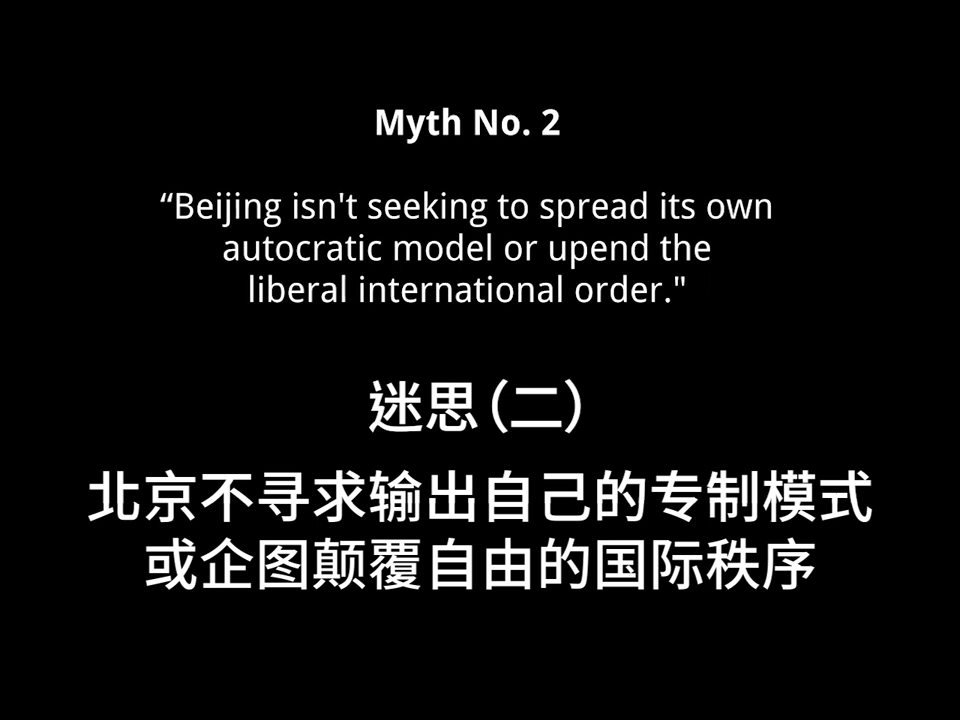 Myth No. 2
“Beijing isn't seeking to spread its own
autocratic model or upend the
liberal international order."
迷思（二）
北京不寻求输出自己的专制模式
或企图颠覆自由的国际秩序